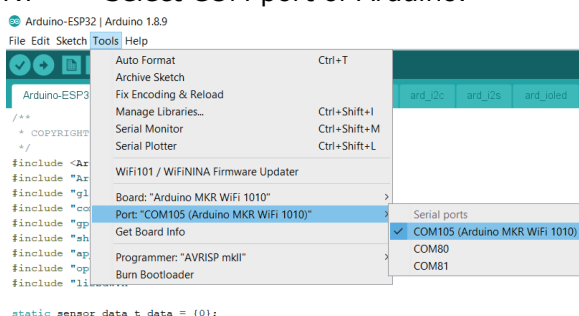 Select COM port of Arduino.
Arduino-ESP32 | Arduino 1.8.9
File Edit Sketch Tools Help
Auto Format Ctrl+T
Archive Sketch
Fix Encoding & Reload
Manage Libraries... Ctrl+Shift+I
Serial Monitor Ctrl+Shift+M
Serial Plotter Ctrl+Shift+L
WiFi101 / WiFiNINA Firmware Updater
Board: "Arduino MKR WiFi 1010"
Port: "COM105 (Arduino MKR WiFi 1010)"
Get Board Info
Programmer: "AVRISP mkII"
Burn Bootloader
Serial ports
COM105 (Arduino MKR WiFi 1010)
COM80
COM81
Arduino-ESP3
ard_i2c ard_i2s ard_ioled
/**
* COPYRIGHT
*/
#include <Ar
#include "Ar
#include "gl
#include "co
#include "gp
#include "sh
#include "ap
#include "op
#include
static sensor_data_t data = {0};